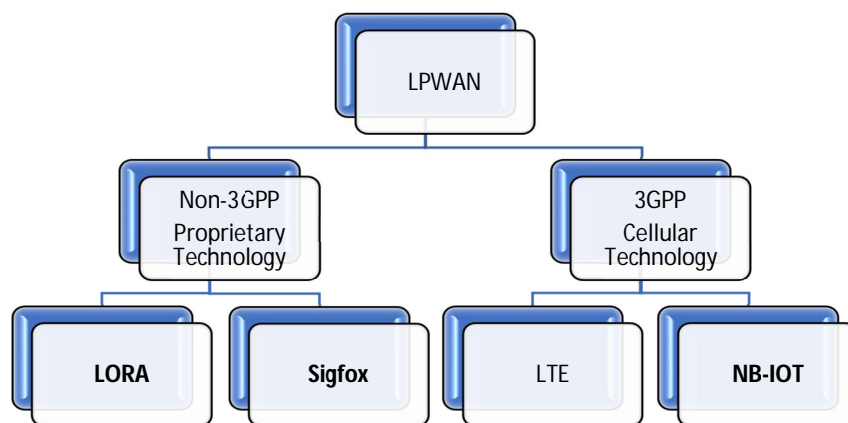 LPWAN
Non-3GPP
Proprietary
Technology
3GPP
Cellular
Technology
LORA
Sigfox
LTE
NB-IOT